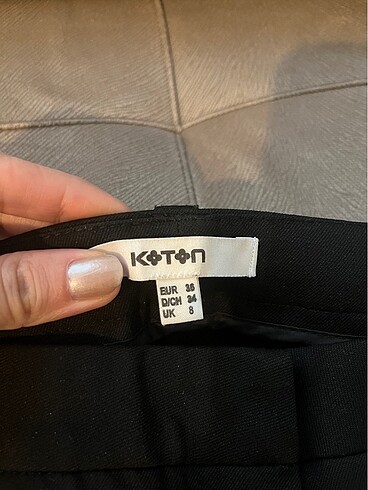 KOTON
EUR 36
D/CH 34
UK 8